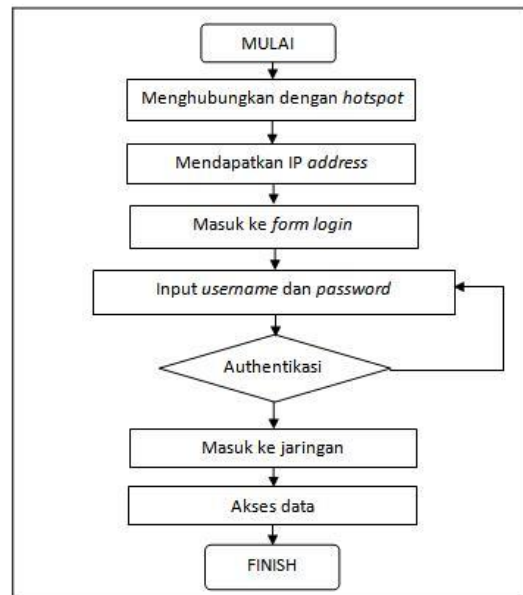 MULAI
Menghubungkan dengan hotspot
Mendapatkan IP address
Masuk ke form login
Input username dan password
Authentikasi
Masuk ke jaringan
Akses data
FINISH